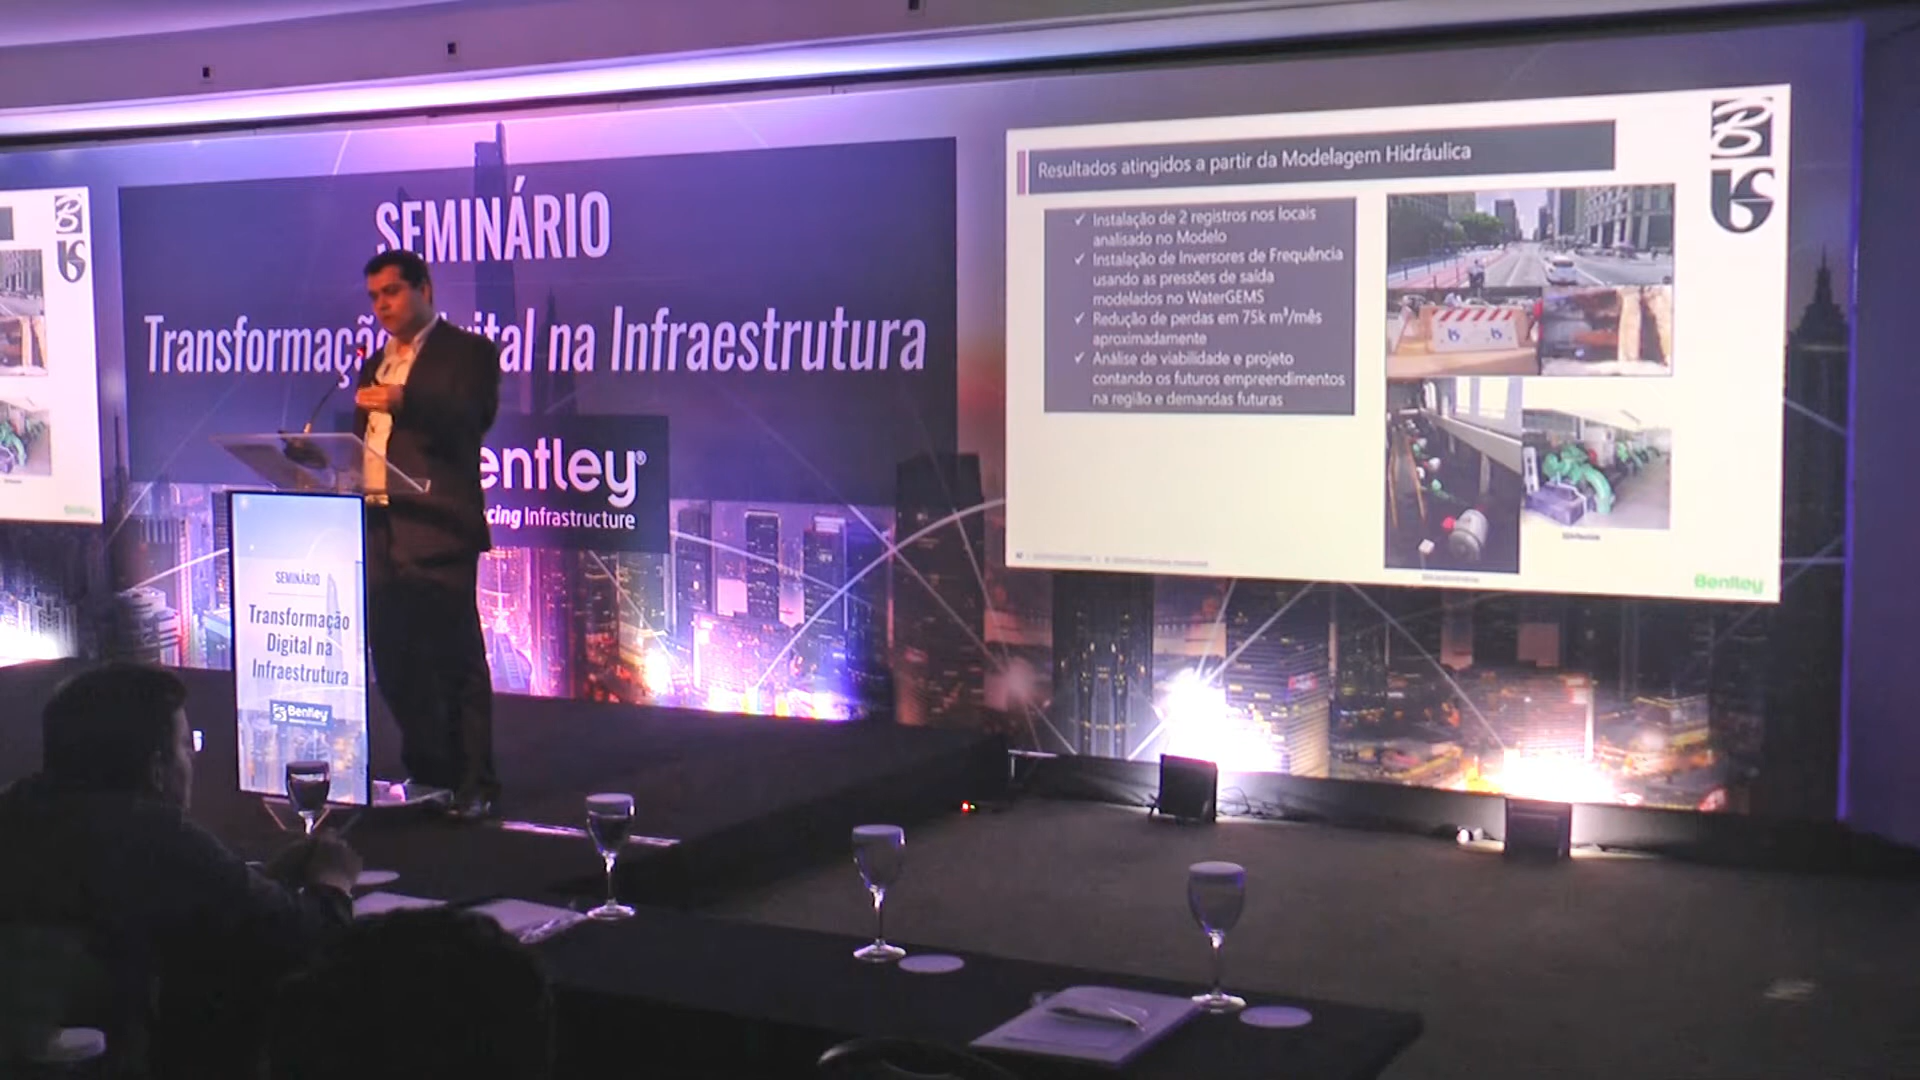 SEMINÁRIO
Transformaçã ital na Infraestrutura
entley®
cing Infrastructure
SEMINÁRIO
Transformação
Digital na
Infraestrutura
Bentley
Resultados atingidos a partir da Modelagem Hidráulica
✓ Instalação de 2 registros nos locais
analisado no Modelo
✓ Instalação de Inversores de Frequência
usando as pressões de saída
modelados no WaterGEMS
✓ Redução de perdas em 75k m³/mês
aproximadamente
✓ Análise de viabilidade e projeto
contando os futuros empreendimentos
na região e demandas futuras
Bentley
Bentley